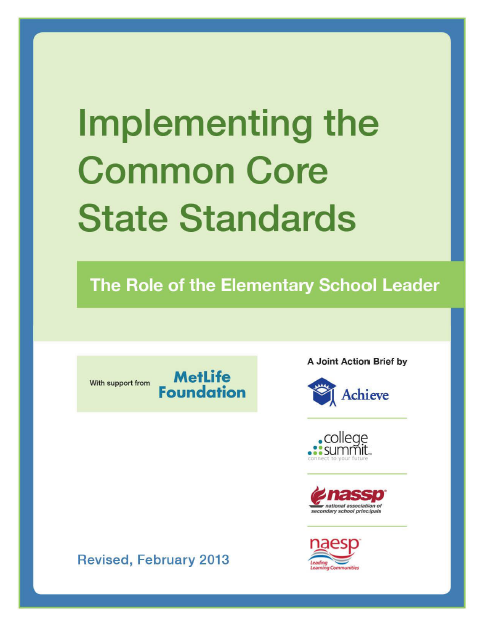 Implementing the
Common Core
State Standards
The Role of the Elementary School Leader
With support from
MetLife
Foundation
A Joint Action Brief by
Achieve
college
summit
connect to your future
nassp
national association of
secondary school principals
naesp
Leading
Learning Communities
Revised, February 2013